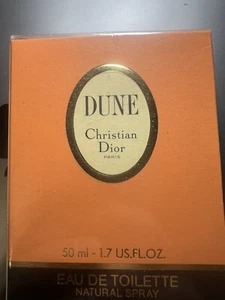 DUNE
Christian
Dior
PARIS
50 ml - 1.7 US.FL.OZ.
EAU DE TOILETTE
NATURAL SPRAY